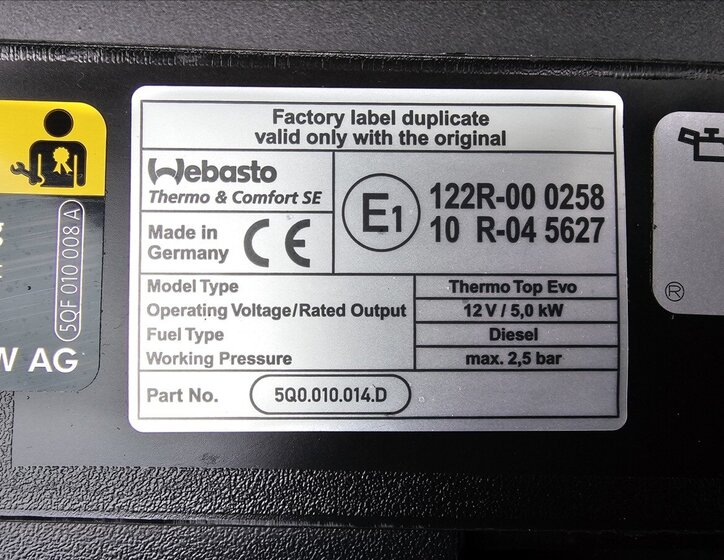 Factory label duplicate
valid only with the original
Webasto
Thermo & Comfort SE
Made in
Germany
CE
E1
122R-00 0258
10 R-04 5627
Model Type Thermo Top Evo
Operating Voltage/Rated Output 12 V / 5,0 kW
Fuel Type Diesel
Working Pressure max. 2,5 bar
Part No. 5Q0.010.014.D
5QF 010 008 A
W AG
®